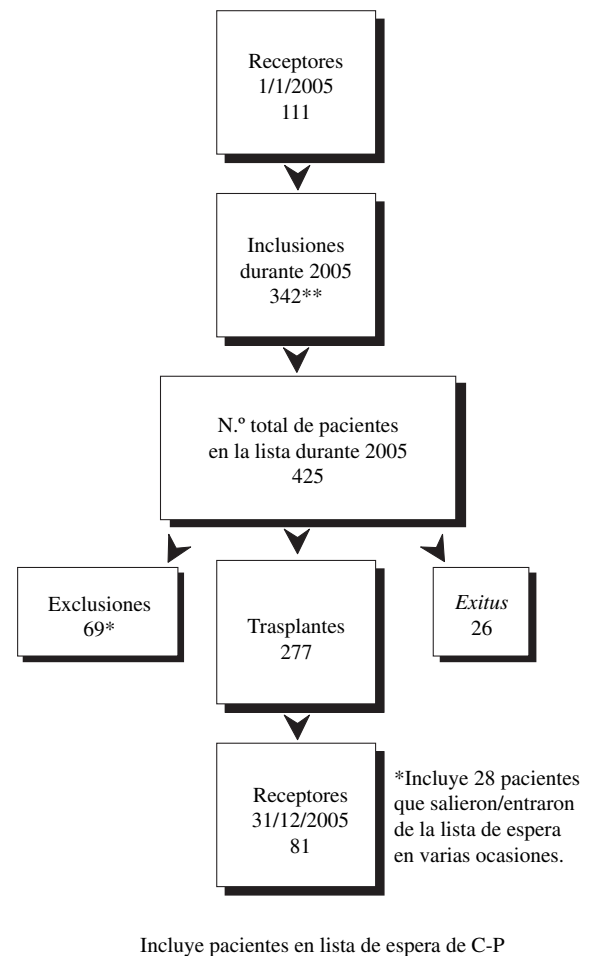 Receptores
1/1/2005
111
Inclusiones
durante 2005
342**
N.º total de pacientes
en la lista durante 2005
425
Exclusiones
69*
Trasplantes
277
Exitus
26
Receptores
31/12/2005
81
*Incluye 28 pacientes
que salieron/entraron
de la lista de espera
en varias ocasiones.
Incluye pacientes en lista de espera de C-P